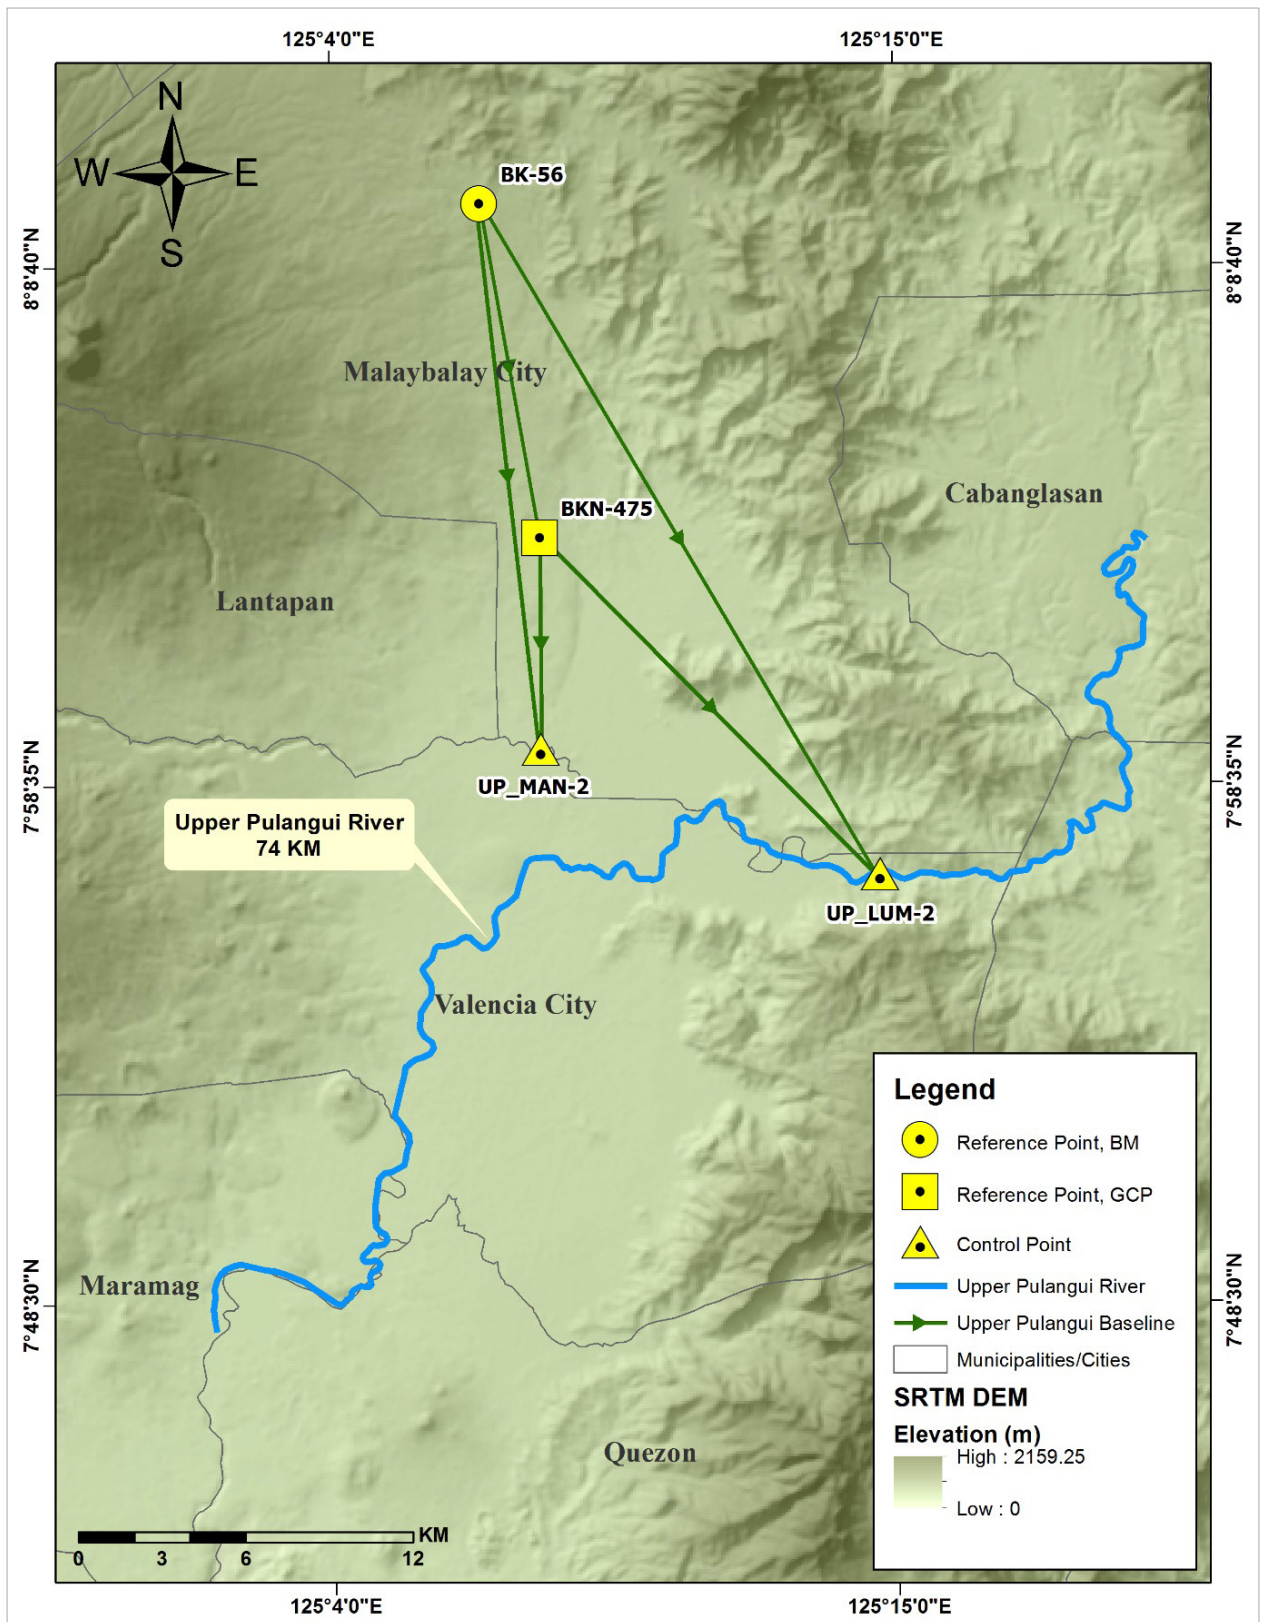 125°4'0"E
125°15'0"E
N
W
E
S
BK-56
8°8'40"N
8°8'40"N
Malaybalay City
Cabanglasan
BKN-475
Lantapan
7°58'35"N
7°58'35"N
UP_MAN-2
Upper Pulangui River
74 KM
UP_LUM-2
Valencia City
Legend
Reference Point, BM
Reference Point, GCP
Control Point
Upper Pulangui River
Upper Pulangui Baseline
Municipalities/Cities
SRTM DEM
Elevation (m)
High : 2159.25
Low : 0
7°48'30"N
7°48'30"N
Maramag
Quezon
KM
0 3 6 12
125°4'0"E
125°15'0"E